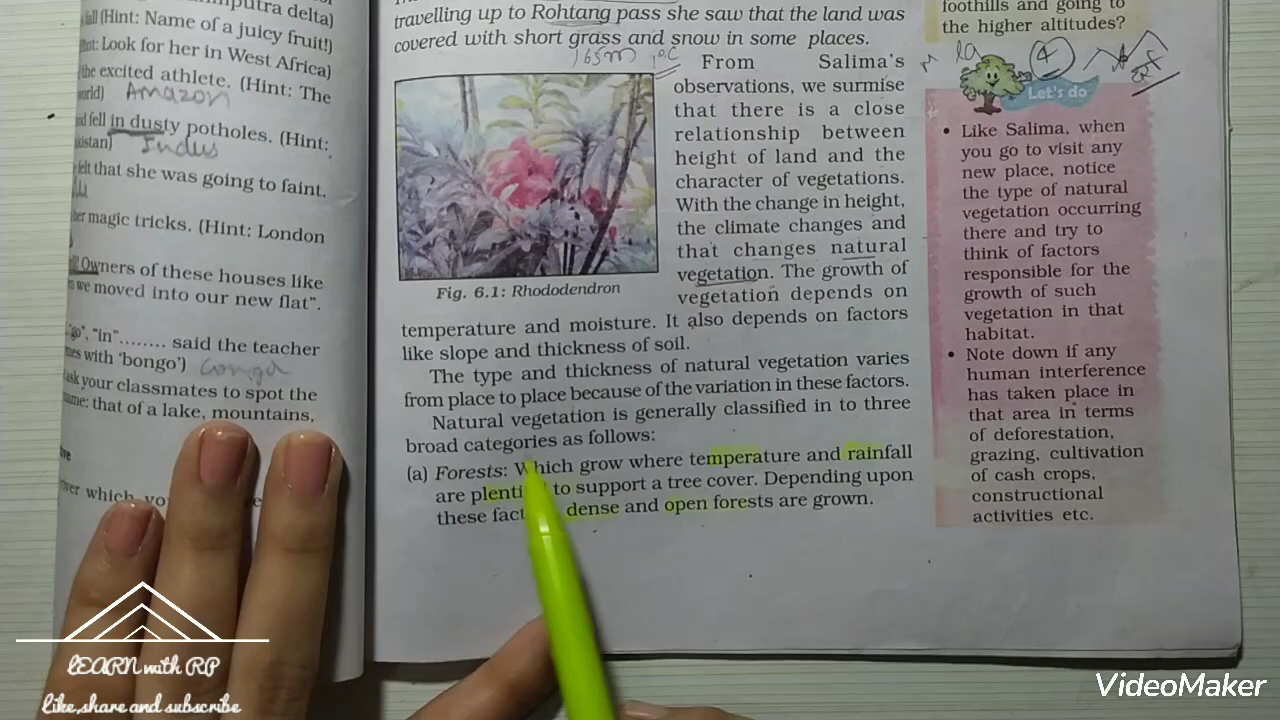 mputra delta)
(Hint: Name of a juicy fruit!)
Look for her in West Africa)
the excited athlete. (Hint: The
world) Amazon
fell in dusty potholes. (Hint:
Indus
felt that she was going to faint.
her magic tricks. (Hint: London
Owners of these houses like
we moved into our new flat”.
“go”, “in”........ said the teacher
with ‘bongo’) Conga
ask your classmates to spot the
name: that of a lake, mountains,
travelling up to Rohtang pass she saw that the land was
covered with short grass and snow in some places.
165m
From Salima’s
observations, we surmise
that there is a close
relationship between
height of land and the
character of vegetations.
With the change in height,
the climate changes and
that changes natural
vegetation. The growth of
vegetation depends on
Fig. 6.1: Rhododendron
temperature and moisture. It also depends on factors
like slope and thickness of soil.
The type and thickness of natural vegetation varies
from place to place because of the variation in these factors.
Natural vegetation is generally classified in to three
broad categories as follows:
(a) Forests: Which grow where temperature and rainfall
are to support a tree cover. Depending upon
these dense and open forests are grown.
foothills and going to
the higher altitudes?
Let’s do
• Like Salima, when
you go to visit any
new place, notice
the type of natural
vegetation occurring
there and try to
think of factors
responsible for the
growth of such
vegetation in that
habitat.
• Note down if any
human interference
has taken place in
that area in terms
of deforestation,
grazing, cultivation
of cash crops,
constructional
activities etc.
LEARN with RP
like,share and subscribe
VideoMaker